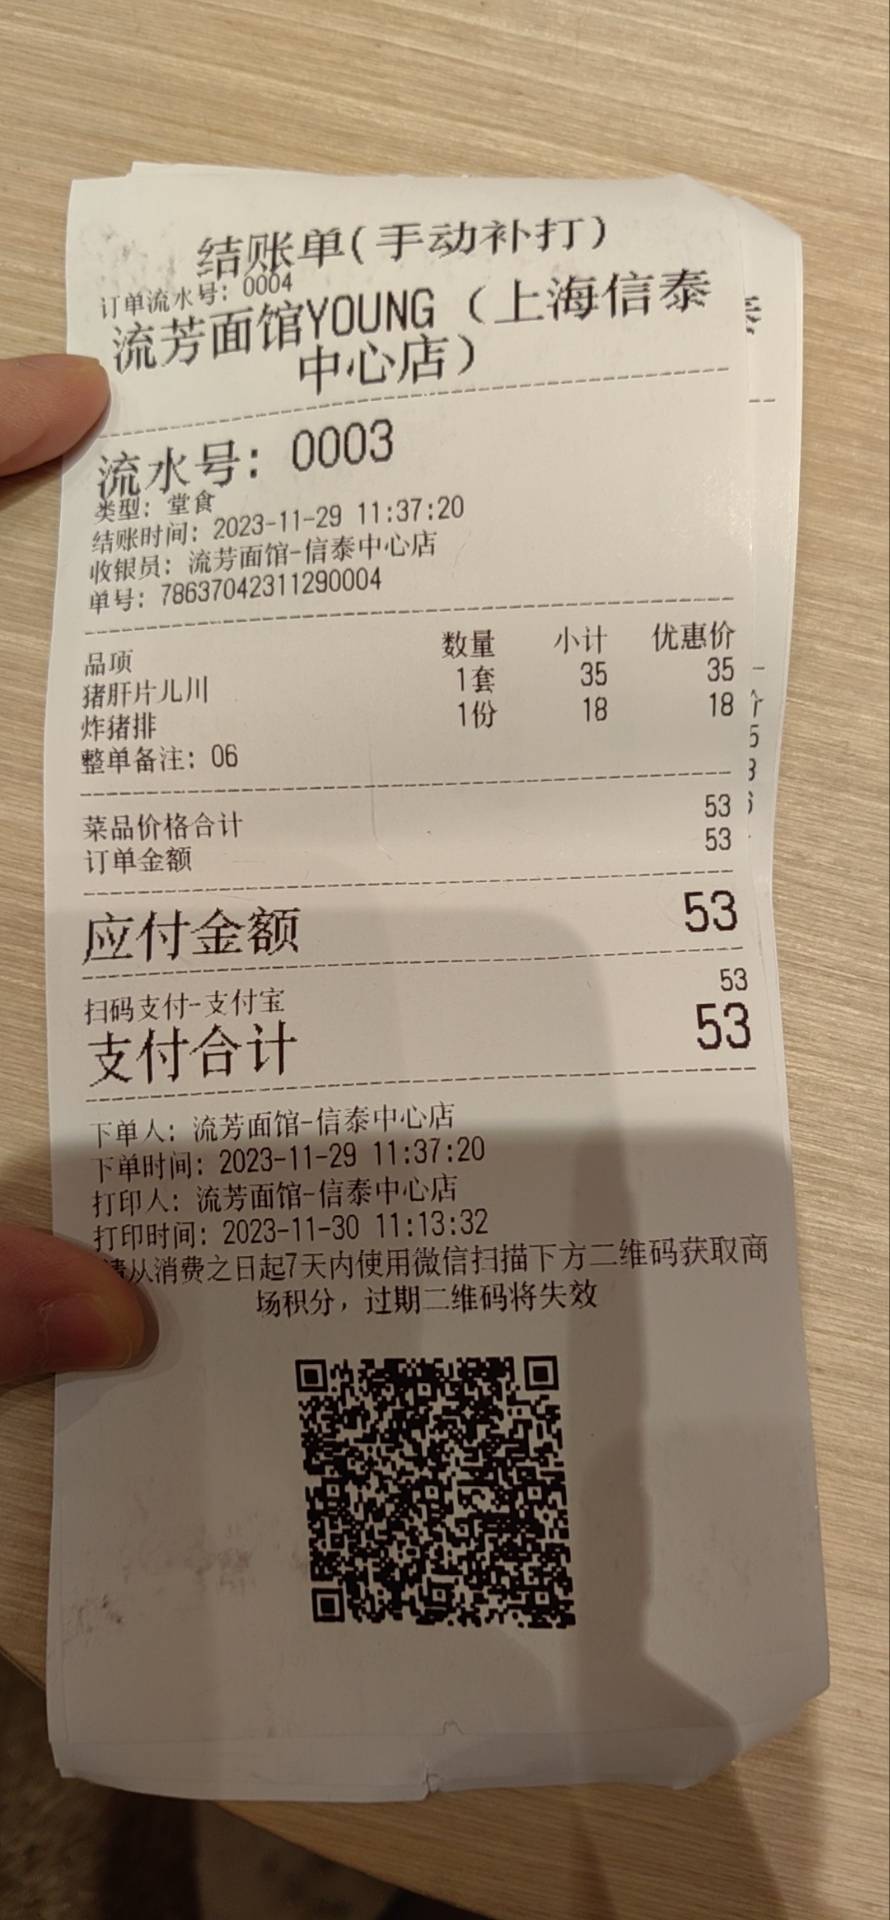 结账单(手动补打)
订单流水号: 0004
流芳面馆YOUNG（上海信泰
中心店）
流水号: 0003
类型: 堂食
结账时间: 2023-11-29 11:37:20
收银员: 流芳面馆-信泰中心店
单号: 78637042311290004
品项 数量 小计 优惠价
猪肝片儿川 1套 35 35
炸猪排 1份 18 18
整单备注: 06
菜品价格合计 53
订单金额 53
应付金额 53
扫码支付-支付宝 53
支付合计 53
下单人: 流芳面馆-信泰中心店
下单时间: 2023-11-29 11:37:20
打印人: 流芳面馆-信泰中心店
打印时间: 2023-11-30 11:13:32
请从消费之日起7天内使用微信扫描下方二维码获取商
场积分，过期二维码将失效